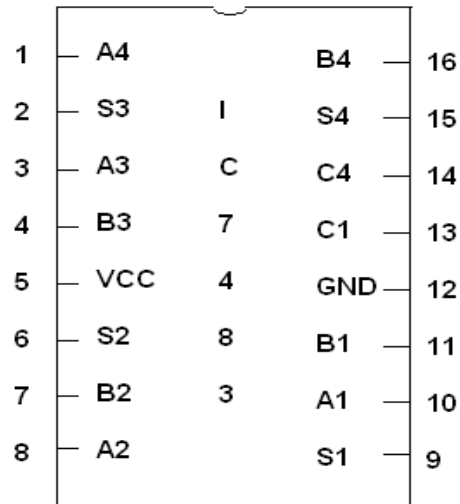 1 A4 B4 16
2 S3 I S4 15
3 A3 C C4 14
4 B3 7 C1 13
5 VCC 4 GND 12
6 S2 8 B1 11
7 B2 3 A1 10
8 A2 S1 9